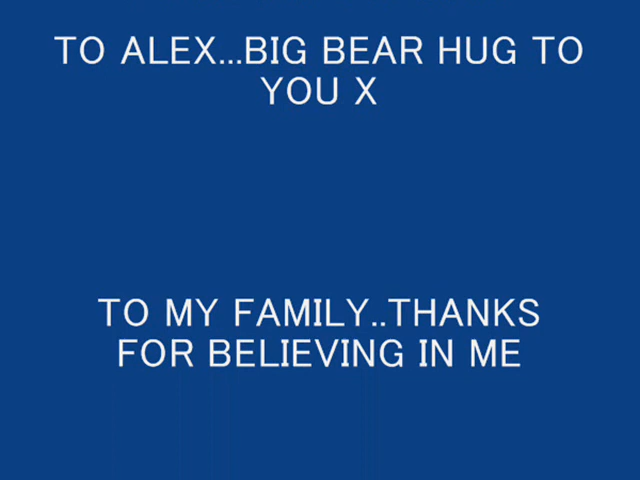 TO ALEX...BIG BEAR HUG TO
YOU X
TO MY FAMILY..THANKS
FOR BELIEVING IN ME